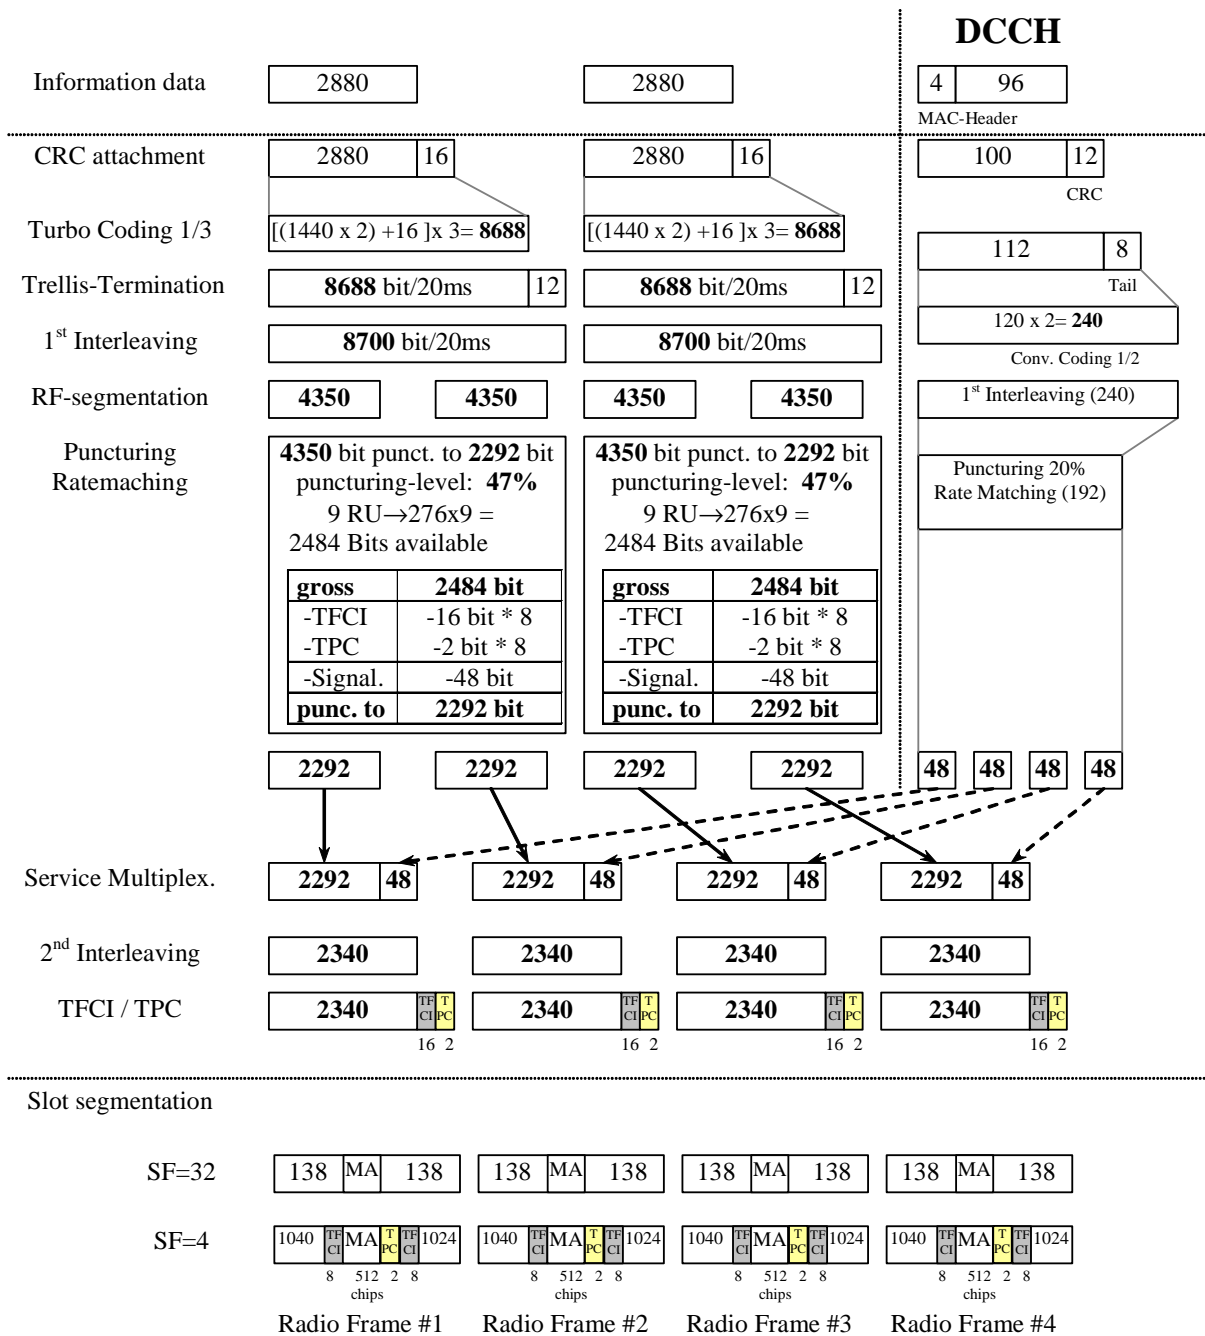 DCCH
Information data 2880 2880 4 96
MAC-Header
CRC attachment 2880 16 2880 16 100 12
CRC
Turbo Coding 1/3 [(1440 x 2) +16 ]x 3= 8688 [(1440 x 2) +16 ]x 3= 8688
112 8
Trellis-Termination 8688 bit/20ms 12 8688 bit/20ms 12
Tail
120 x 2= 240
1st Interleaving 8700 bit/20ms 8700 bit/20ms
Conv. Coding 1/2
RF-segmentation 4350 4350 4350 4350 1st Interleaving (240)
Puncturing
Ratemaching
4350 bit punct. to 2292 bit
puncturing-level: 47%
9 RU→276x9 =
2484 Bits available
gross 2484 bit
-TFCI -16 bit * 8
-TPC -2 bit * 8
-Signal. -48 bit
punc. to 2292 bit
4350 bit punct. to 2292 bit
puncturing-level: 47%
9 RU→276x9 =
2484 Bits available
gross 2484 bit
-TFCI -16 bit * 8
-TPC -2 bit * 8
-Signal. -48 bit
punc. to 2292 bit
Puncturing 20%
Rate Matching (192)
2292 2292 2292 2292 48 48 48 48
Service Multiplex. 2292 48 2292 48 2292 48 2292 48
2nd Interleaving 2340 2340 2340 2340
TFCI / TPC 2340 TF CI T PC 2340 TF CI T PC 2340 TF CI T PC 2340 TF CI T PC
16 2 16 2 16 2 16 2
Slot segmentation
SF=32 138 MA 138 138 MA 138 138 MA 138 138 MA 138
SF=4 1040 TF CI MA T PC TF CI 1024 1040 TF CI MA T PC TF CI 1024 1040 TF CI MA T PC TF CI 1024 1040 TF CI MA T PC TF CI 1024
8 512 2 8 8 512 2 8 8 512 2 8 8 512 2 8
chips chips chips chips
Radio Frame #1 Radio Frame #2 Radio Frame #3 Radio Frame #4